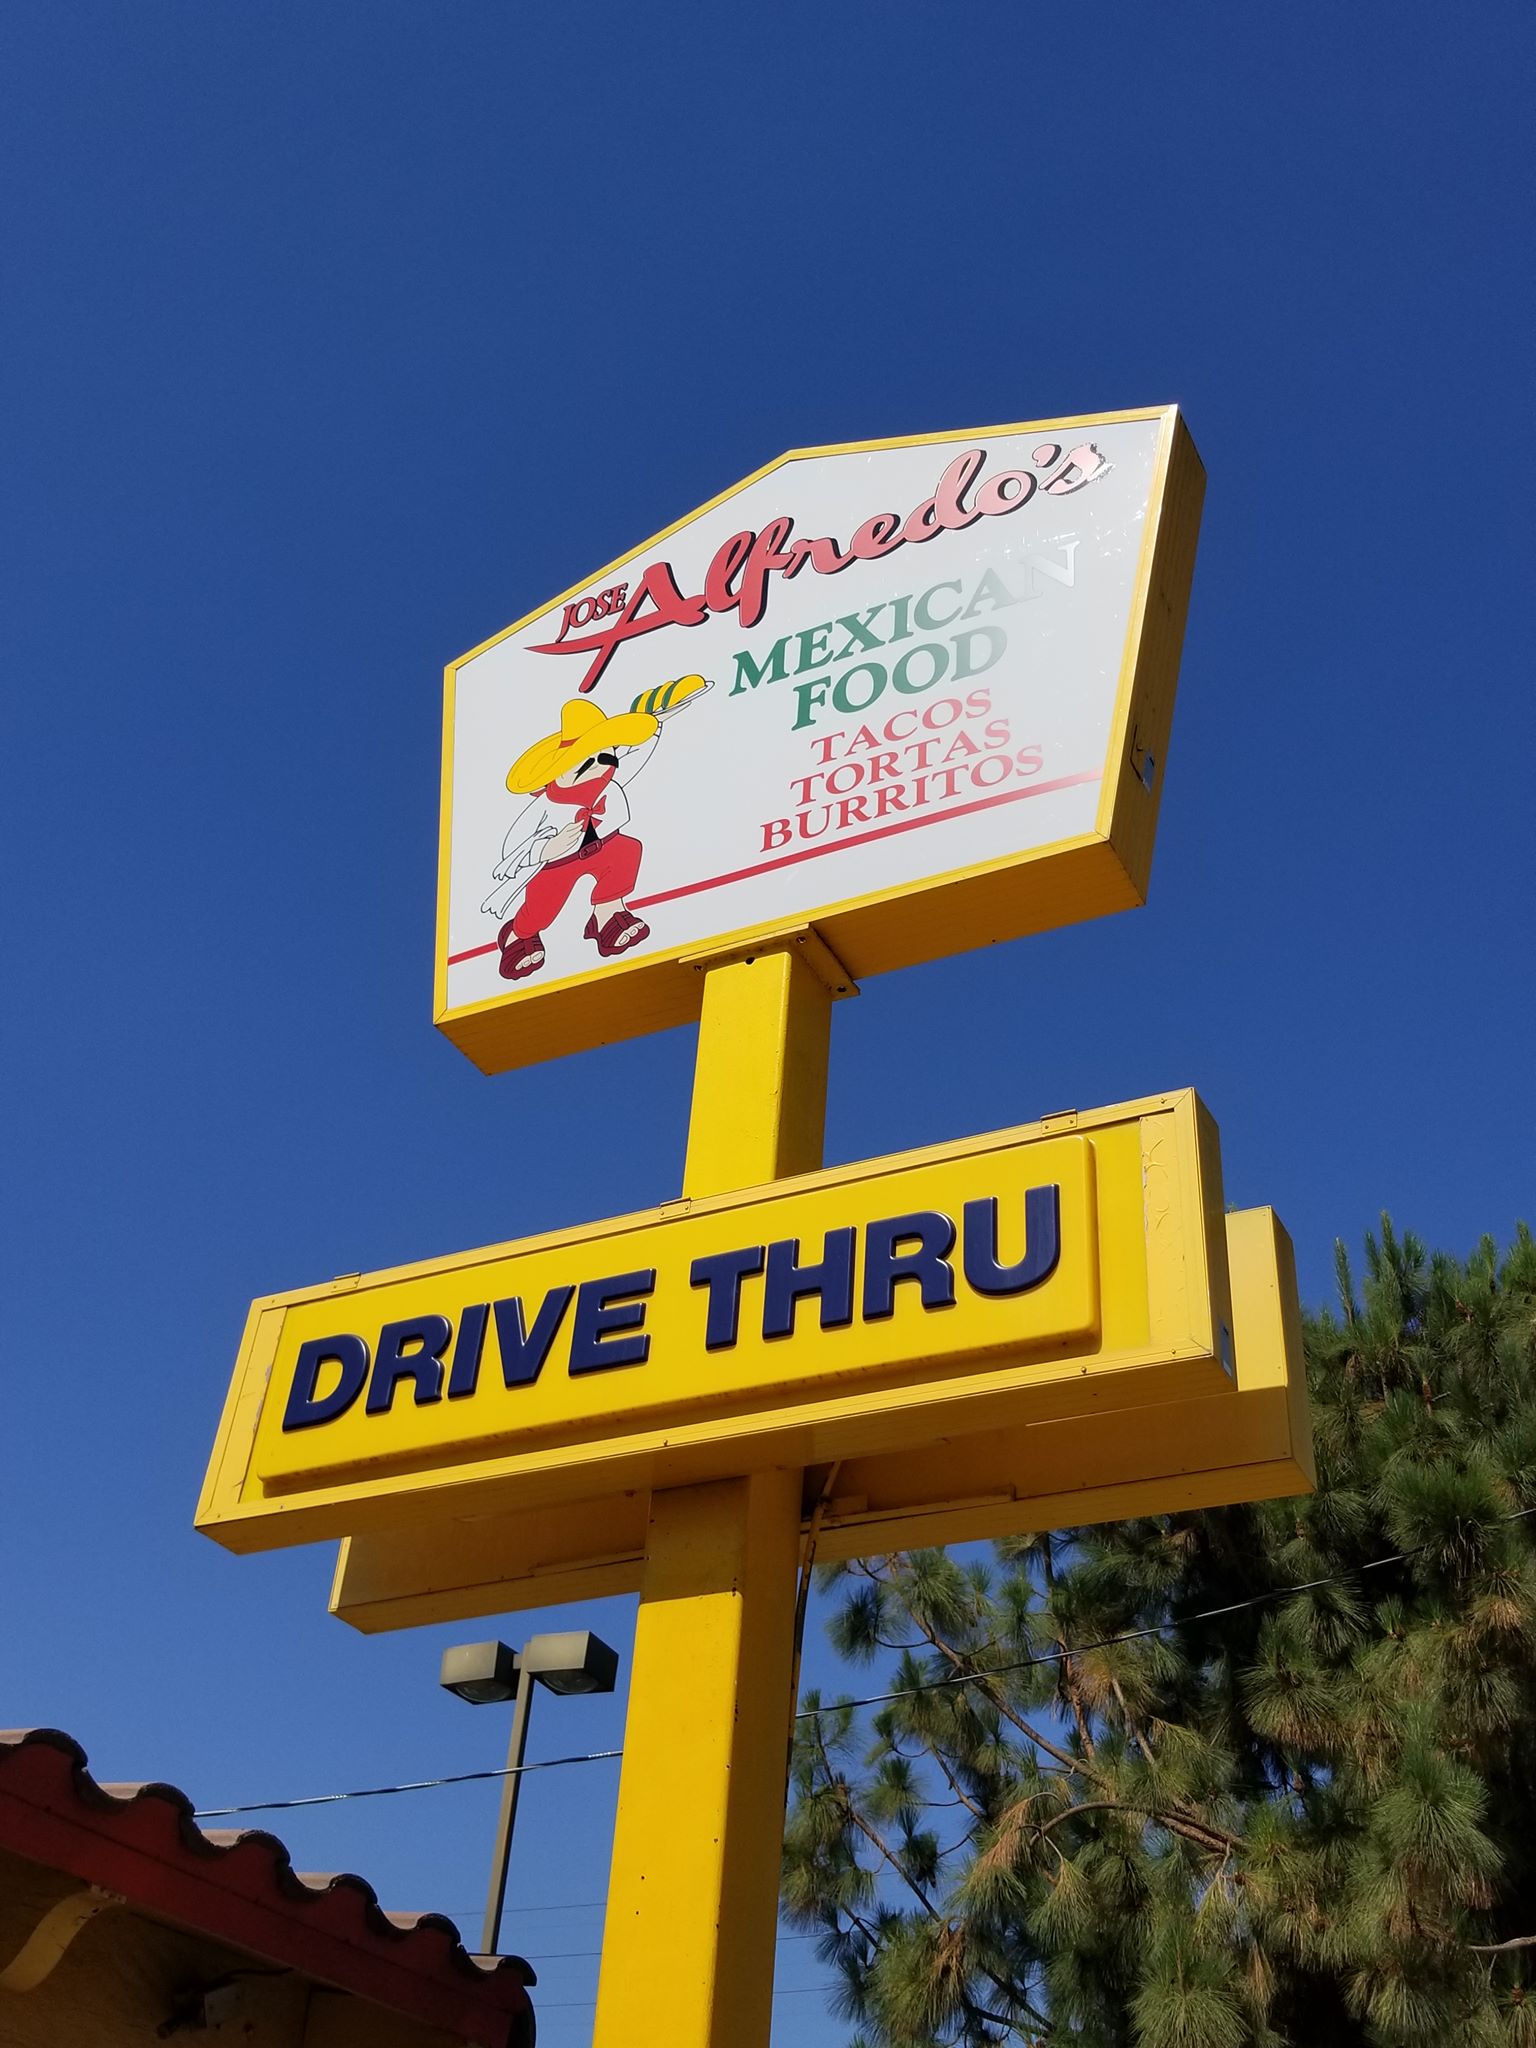 JOSE Alfredo's
MEXICAN
FOOD
TACOS
TORTAS
BURRITOS
DRIVE THRU